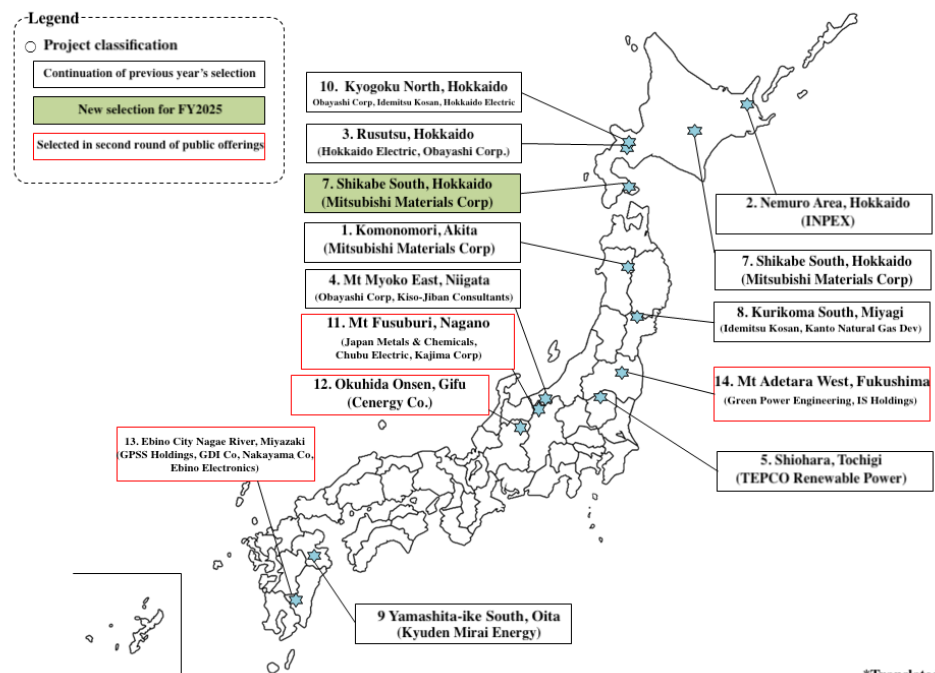 Legend
Project classification
Continuation of previous year's selection
New selection for FY2025
Selected in second round of public offerings
10. Kyogoku North, Hokkaido
Obayashi Corp, Idemitsu Kosan, Hokkaido Electric
3. Rusutsu, Hokkaido
(Hokkaido Electric, Obayashi Corp.)
7. Shikabe South, Hokkaido
(Mitsubishi Materials Corp)
1. Komonomori, Akita
(Mitsubishi Materials Corp)
4. Mt Myoko East, Niigata
(Obayashi Corp, Kiso-Jiban Consultants)
11. Mt Fusuburi, Nagano
(Japan Metals & Chemicals,
Chubu Electric, Kajima Corp)
12. Okuhida Onsen, Gifu
(Cenergy Co.)
13. Ebino City Nagae River, Miyazaki
(GPSS Holdings, GDI Co, Nakayama Co,
Ebino Electronics)
2. Nemuro Area, Hokkaido
(INPEX)
7. Shikabe South, Hokkaido
(Mitsubishi Materials Corp)
8. Kurikoma South, Miyagi
(Idemitsu Kosan, Kanto Natural Gas Dev)
14. Mt Adetara West, Fukushima
(Green Power Engineering, IS Holdings)
5. Shiohara, Tochigi
(TEPCO Renewable Power)
9 Yamashita-ike South, Oita
(Kyuden Mirai Energy)